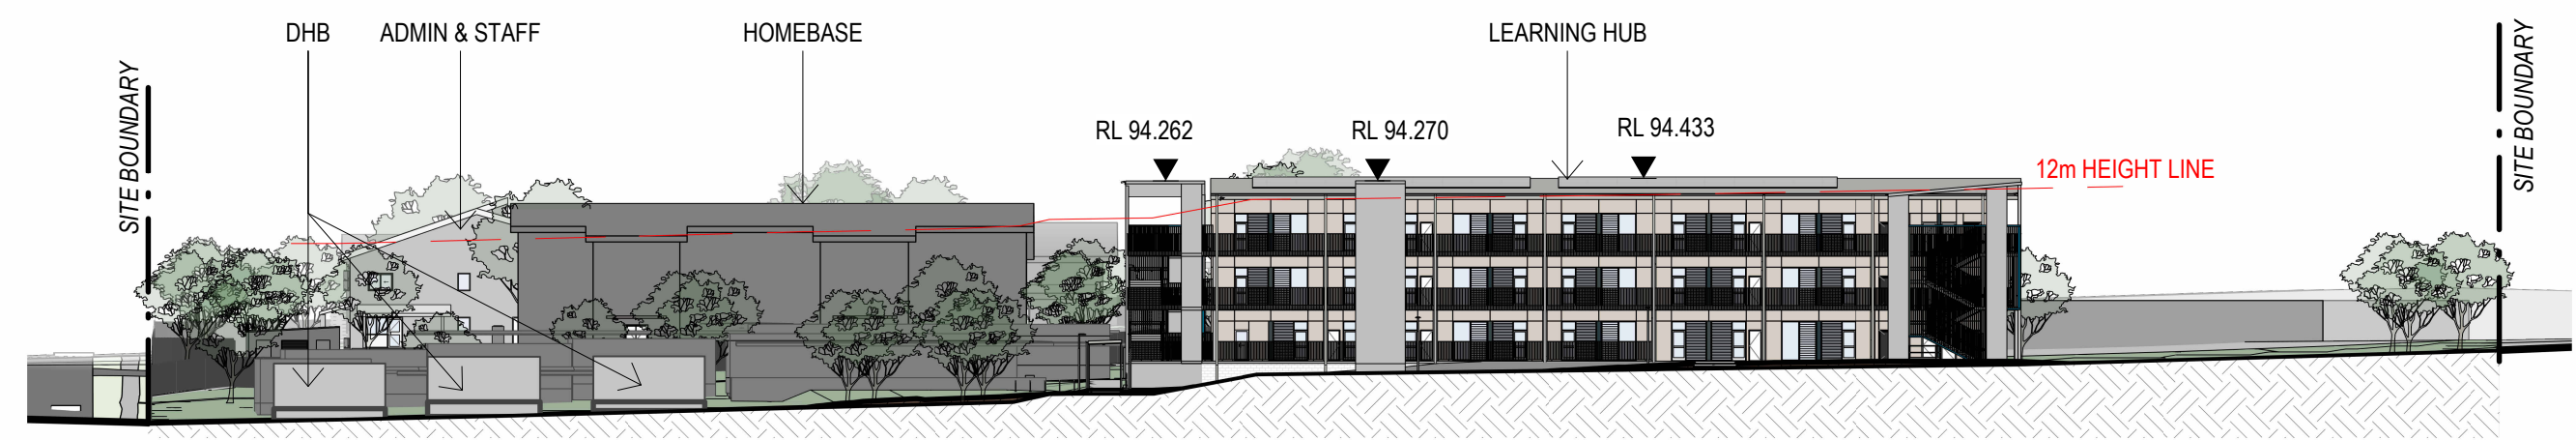 DHB
ADMIN & STAFF
HOMEBASE
LEARNING HUB
SITE BOUNDARY
SITE BOUNDARY
RL 94.262
RL 94.270
RL 94.433
12m HEIGHT LINE